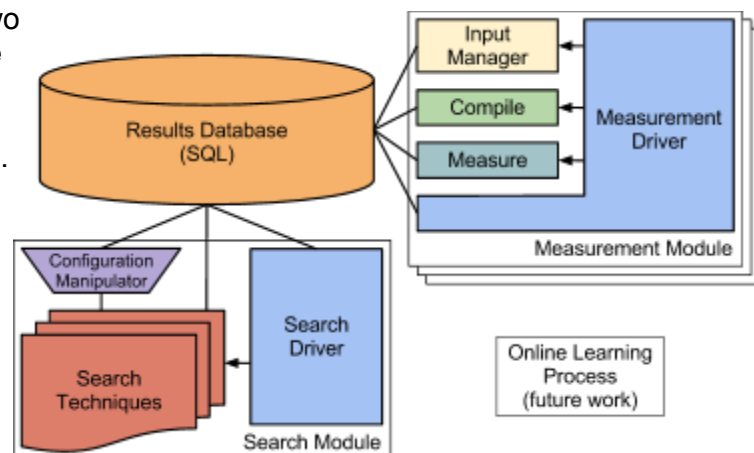 Input
Manager
Compile
Measure
Measurement
Driver
Measurement Module
Results Database
(SQL)
.
Configuration
Manipulator
Search
Techniques
Search
Driver
Search Module
Online Learning
Process
(future work)